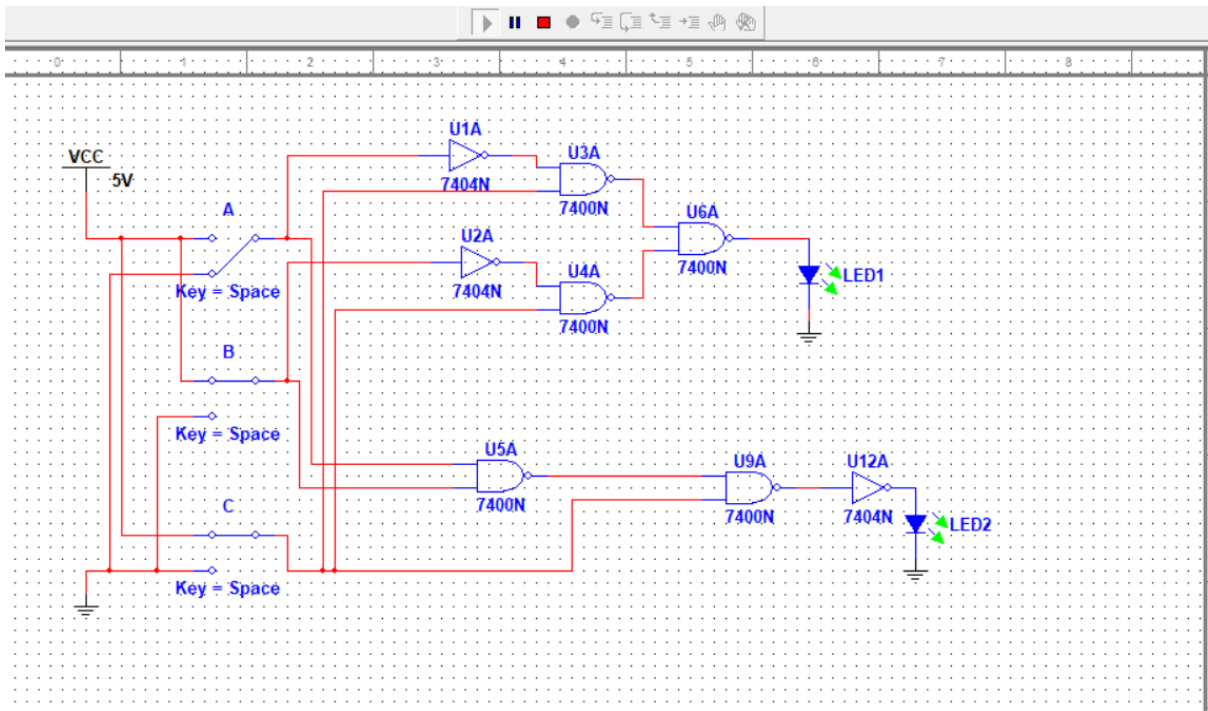 0 1 2 3 4 5 6 7 8
VCC
5V
A
Key = Space
B
Key = Space
C
Key = Space
U1A
7404N
U3A
7400N
U2A
7404N
U4A
7400N
U6A
7400N
LED1
U5A
7400N
U9A
7400N
U12A
7404N
LED2